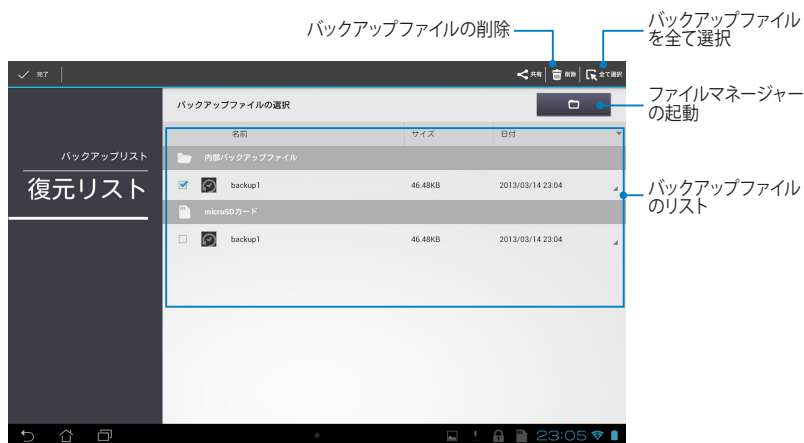 バックアップファイルの削除
バックアップファイル
を全て選択
完了
共有
削除
全て選択
バックアップファイルの選択
ファイルマネージャー
の起動
名前 サイズ 日付
バックアップリスト
復元リスト
内部バックアップファイル
backup1 46.48KB 2013/03/14 23:04
バックアップファイル
のリスト
microSDカード
backup1 46.48KB 2013/03/14 23:04
23:05